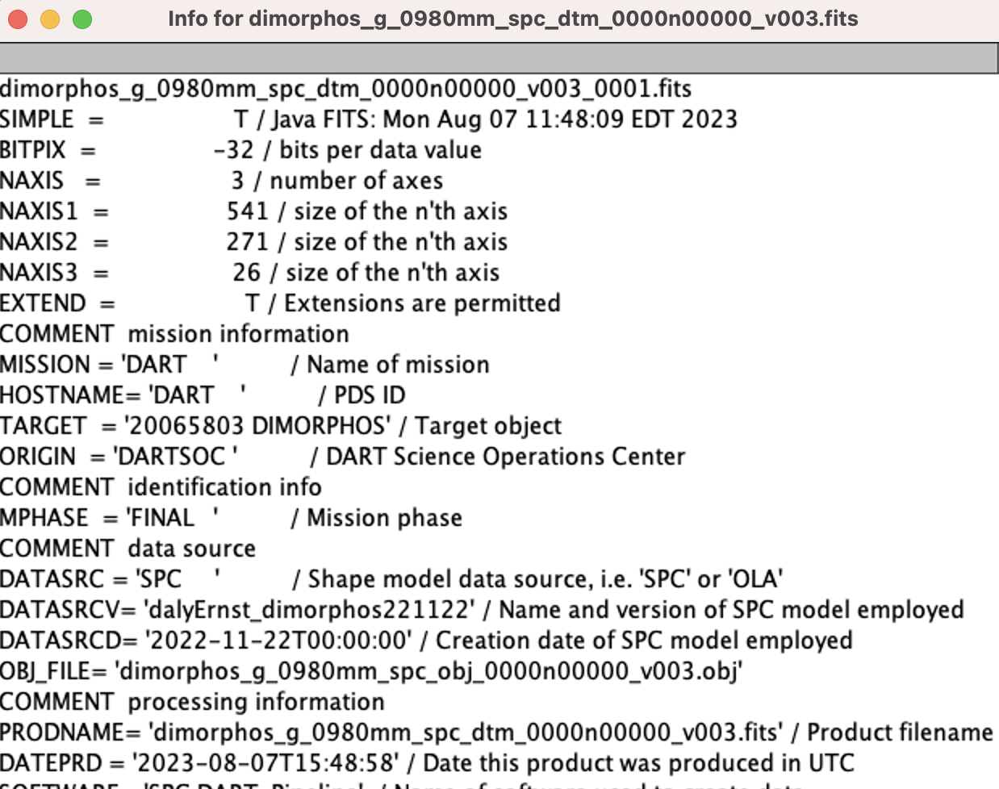 Info for dimorphos_g_0980mm_spc_dtm_0000n00000_v003.fits
dimorphos_g_0980mm_spc_dtm_0000n00000_v003_0001.fits
SIMPLE = T / Java FITS: Mon Aug 07 11:48:09 EDT 2023
BITPIX = -32 / bits per data value
NAXIS = 3 / number of axes
NAXIS1 = 541 / size of the n'th axis
NAXIS2 = 271 / size of the n'th axis
NAXIS3 = 26 / size of the n'th axis
EXTEND = T / Extensions are permitted
COMMENT mission information
MISSION = 'DART ' / Name of mission
HOSTNAME= 'DART ' / PDS ID
TARGET = '20065803 DIMORPHOS' / Target object
ORIGIN = 'DARTSOC ' / DART Science Operations Center
COMMENT identification info
MPHASE = 'FINAL ' / Mission phase
COMMENT data source
DATASRC = 'SPC ' / Shape model data source, i.e. 'SPC' or 'OLA'
DATASRCV= 'dalyErnst_dimorphos221122' / Name and version of SPC model employed
DATASRCD= '2022-11-22T00:00:00' / Creation date of SPC model employed
OBJ_FILE= 'dimorphos_g_0980mm_spc_obj_0000n00000_v003.obj'
COMMENT processing information
PRODNAME= 'dimorphos_g_0980mm_spc_dtm_0000n00000_v003.fits' / Product filename
DATEPRD = '2023-08-07T15:48:58' / Date this product was produced in UTC